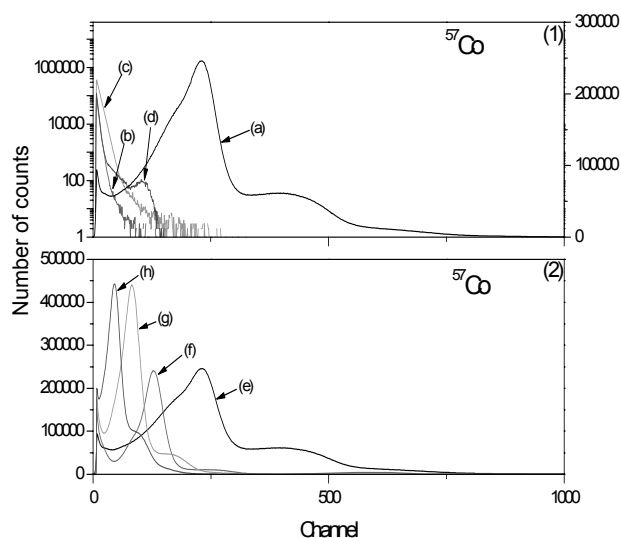 ⁵⁷Co (1)
300000
1000000
(c)
(d)
(b)
(a)
200000
10000
100
100000
1
0
Number of counts
500000
(h)
⁵⁷Co (2)
400000
(g)
300000
(f)
(e)
200000
100000
0
0 500 1000
Channel